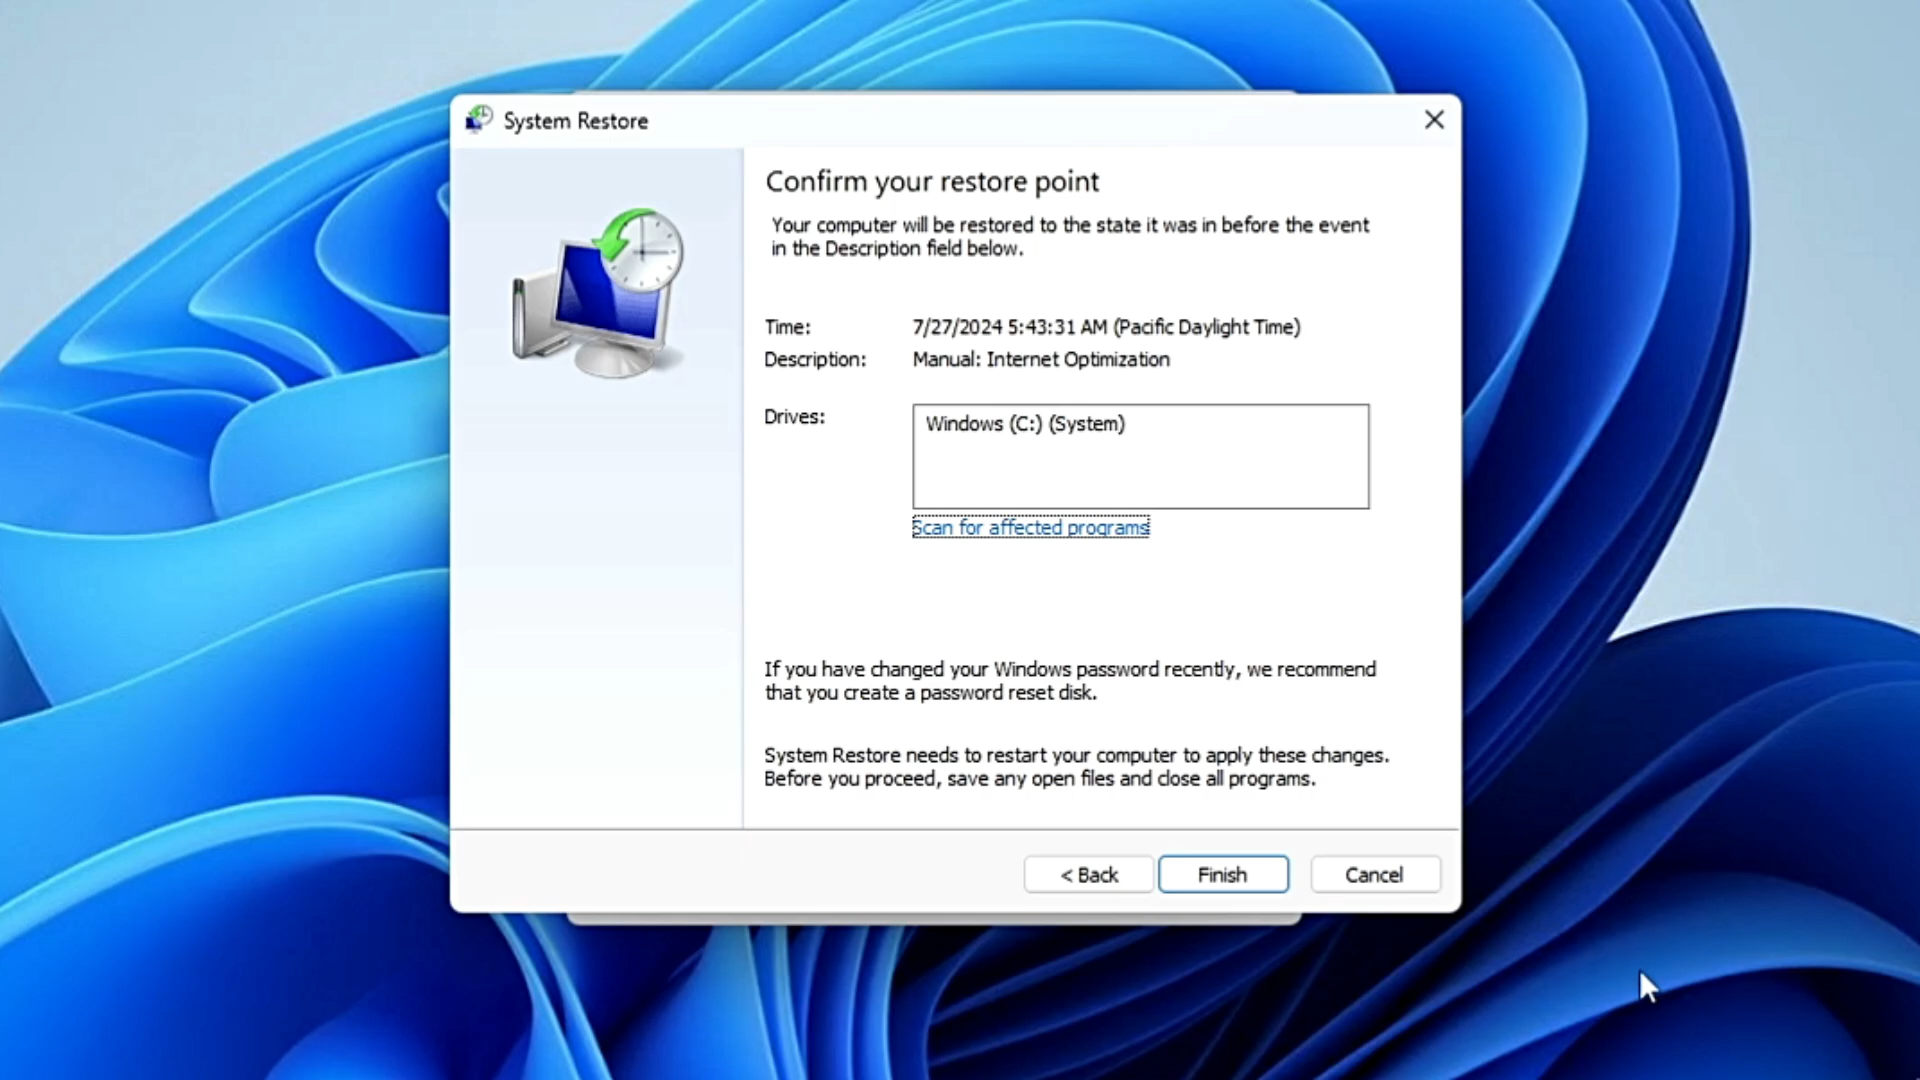 System Restore
Confirm your restore point
Your computer will be restored to the state it was in before the event
in the Description field below.
Time: 7/27/2024 5:43:31 AM (Pacific Daylight Time)
Description: Manual: Internet Optimization
Drives: Windows (C:) (System)
Scan for affected programs
If you have changed your Windows password recently, we recommend
that you create a password reset disk.
System Restore needs to restart your computer to apply these changes.
Before you proceed, save any open files and close all programs.
< Back Finish Cancel